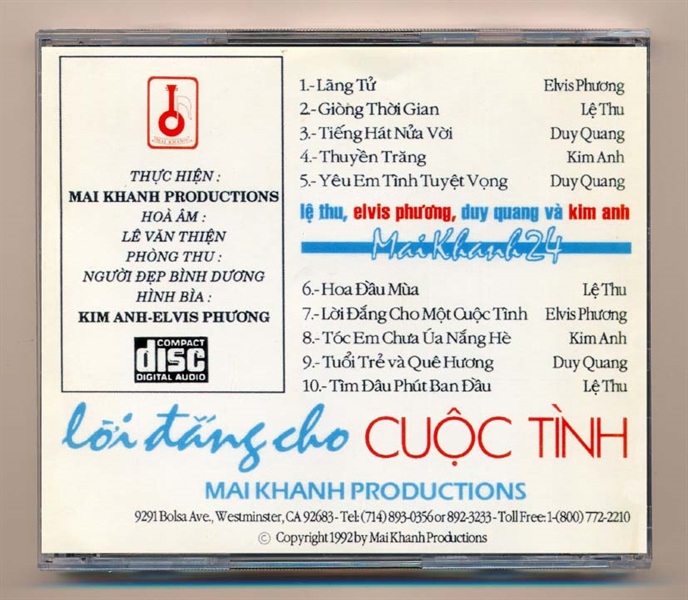 MAI KHANH
THỰC HIỆN :
MAI KHANH PRODUCTIONS
HOÀ ÂM :
LÊ VĂN THIỆN
PHÒNG THU :
NGƯỜI ĐẸP BÌNH DƯƠNG
HÌNH BÌA :
KIM ANH-ELVIS PHƯƠNG
COMPACT
disc
DIGITAL AUDIO
1.- Lãng Tử Elvis Phương
2.- Giòng Thời Gian Lệ Thu
3.- Tiếng Hát Nửa Vời Duy Quang
4.- Thuyền Trăng Kim Anh
5.- Yêu Em Tình Tuyệt Vọng Duy Quang
lệ thu, elvis phương, duy quang và kim anh
Mai Khanh 24
6.- Hoa Đầu Mùa Lệ Thu
7.- Lời Đắng Cho Một Cuộc Tình Elvis Phương
8.- Tóc Em Chưa Úa Nắng Hè Kim Anh
9.- Tuổi Trẻ và Quê Hương Duy Quang
10.- Tìm Đâu Phút Ban Đầu Lệ Thu
lời đắng cho CUỘC TÌNH
MAI KHANH PRODUCTIONS
9291 Bolsa Ave., Westminster, CA 92683 - Tel: (714) 893-0356 or 892-3233 - Toll Free: 1-(800) 772-2210
© Copyright 1992 by Mai Khanh Productions